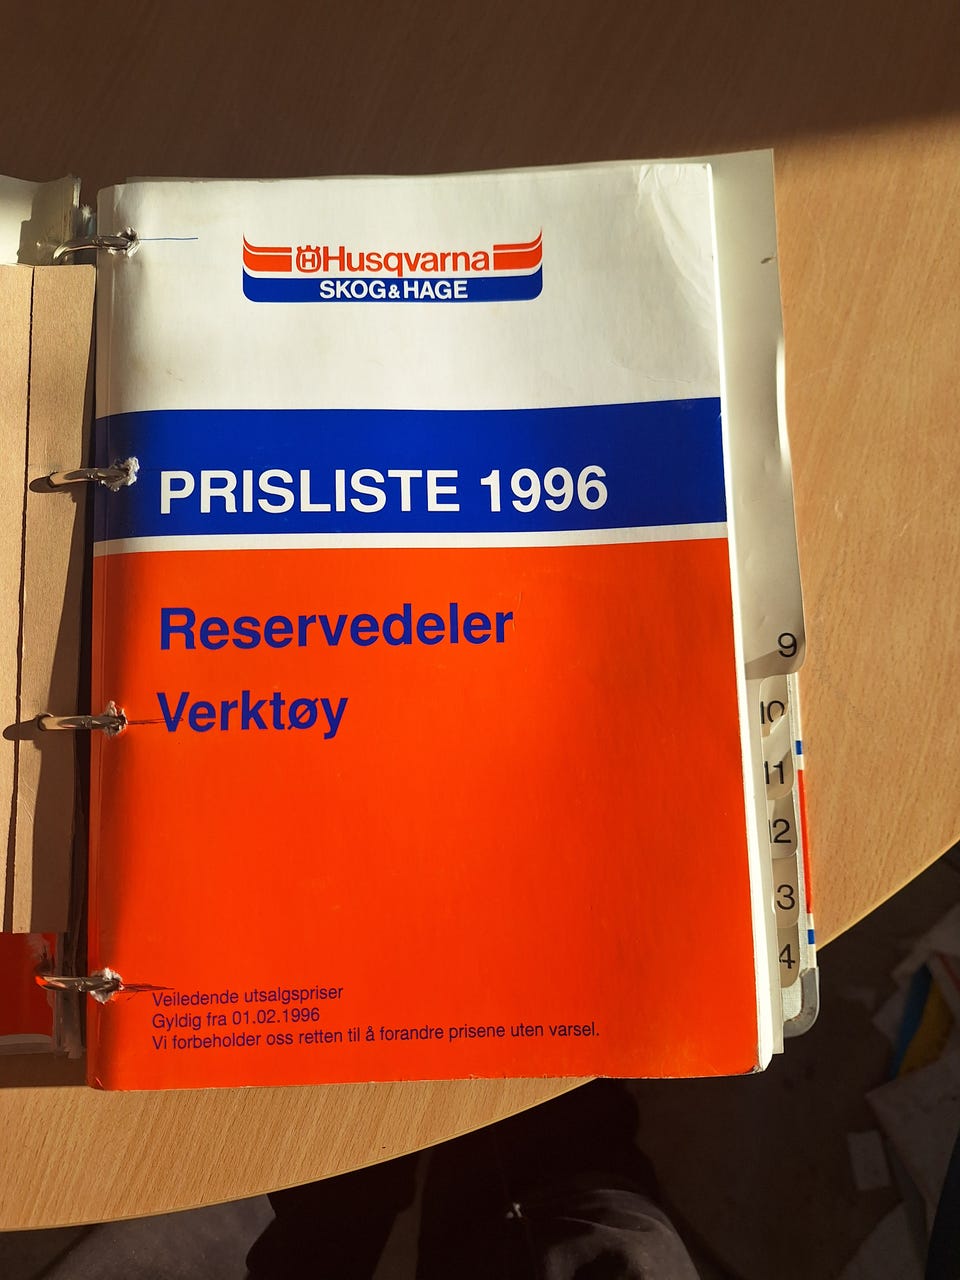 Husqvarna
SKOG & HAGE
PRISLISTE 1996
Reservedeler
Verktøy
Veiledende utsalgspriser
Gyldig fra 01.02.1996
Vi forbeholder oss retten til å forandre prisene uten varsel.
9
10
11
12
3
4